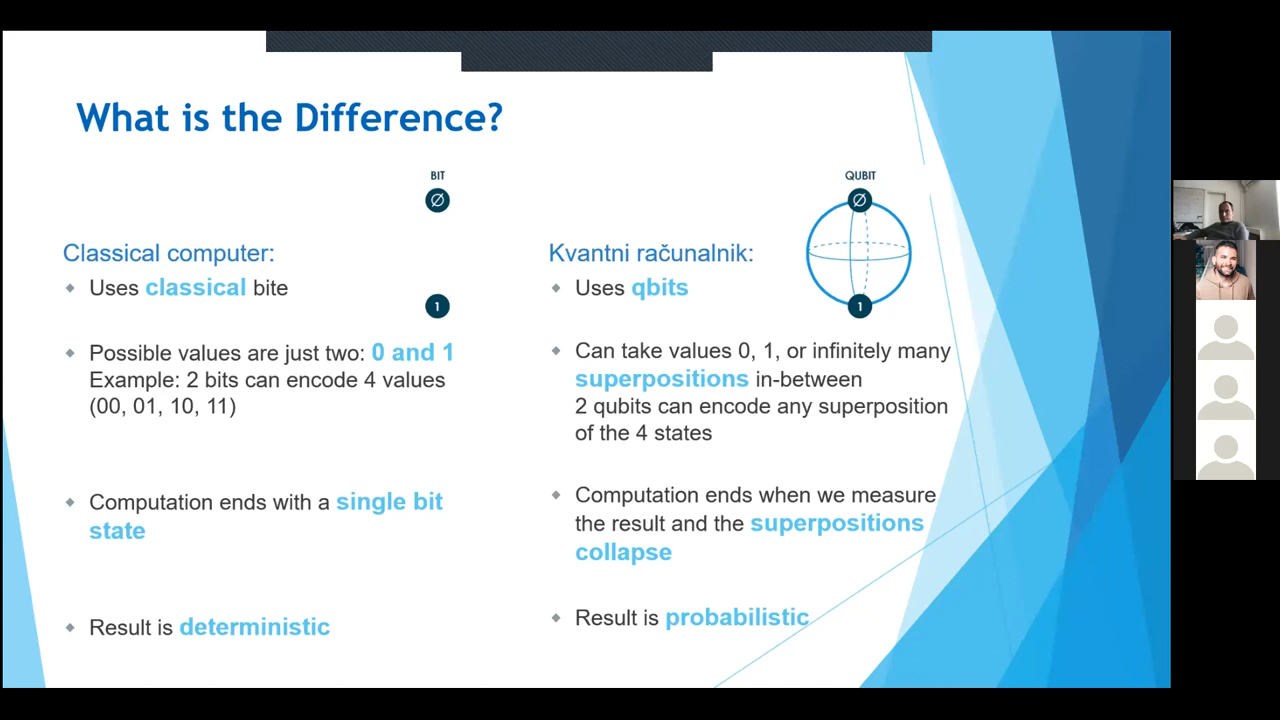 What is the Difference?
BIT
0
1
Classical computer:
Uses classical bite
Possible values are just two: 0 and 1
Example: 2 bits can encode 4 values
(00, 01, 10, 11)
Computation ends with a single bit
state
Result is deterministic
QUBIT
0
1
Kvantni računalnik:
Uses qbits
Can take values 0, 1, or infinitely many
superpositions in-between
2 qubits can encode any superposition
of the 4 states
Computation ends when we measure
the result and the superpositions
collapse
Result is probabilistic